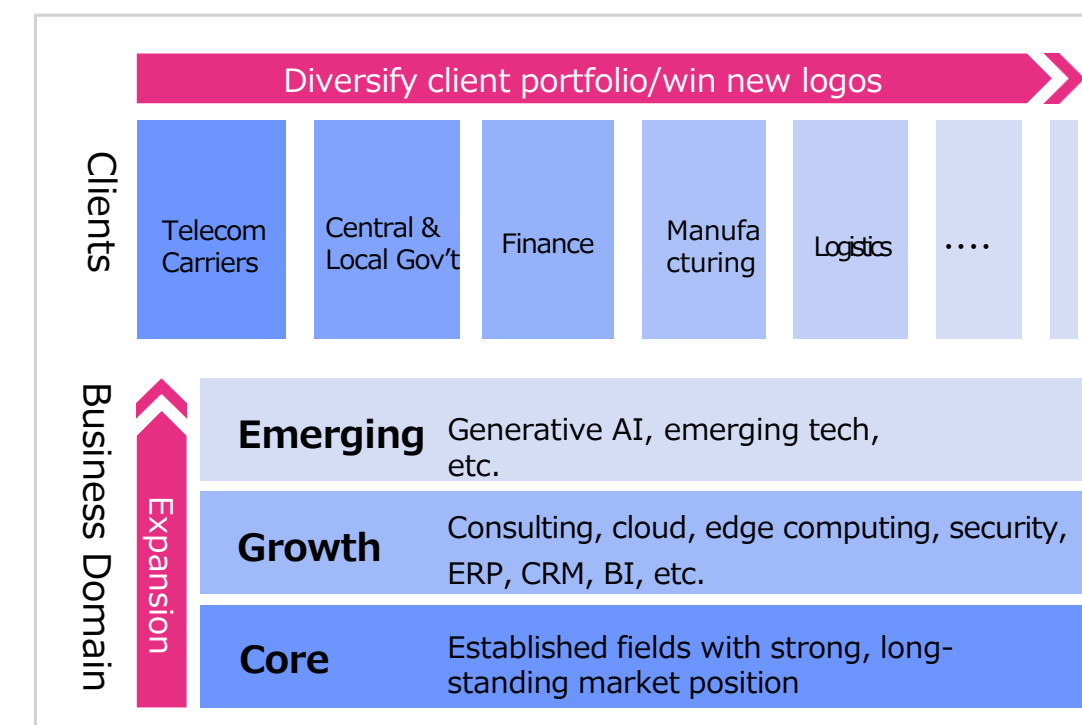 Diversify client portfolio/win new logos
Clients
Telecom
Carriers
Central &
Local Gov't
Finance
Manufa
cturing
Logistics
....
Business Domain
Expansion
Emerging
Generative AI, emerging tech,
etc.
Growth
Consulting, cloud, edge computing, security,
ERP, CRM, BI, etc.
Core
Established fields with strong, long-
standing market position